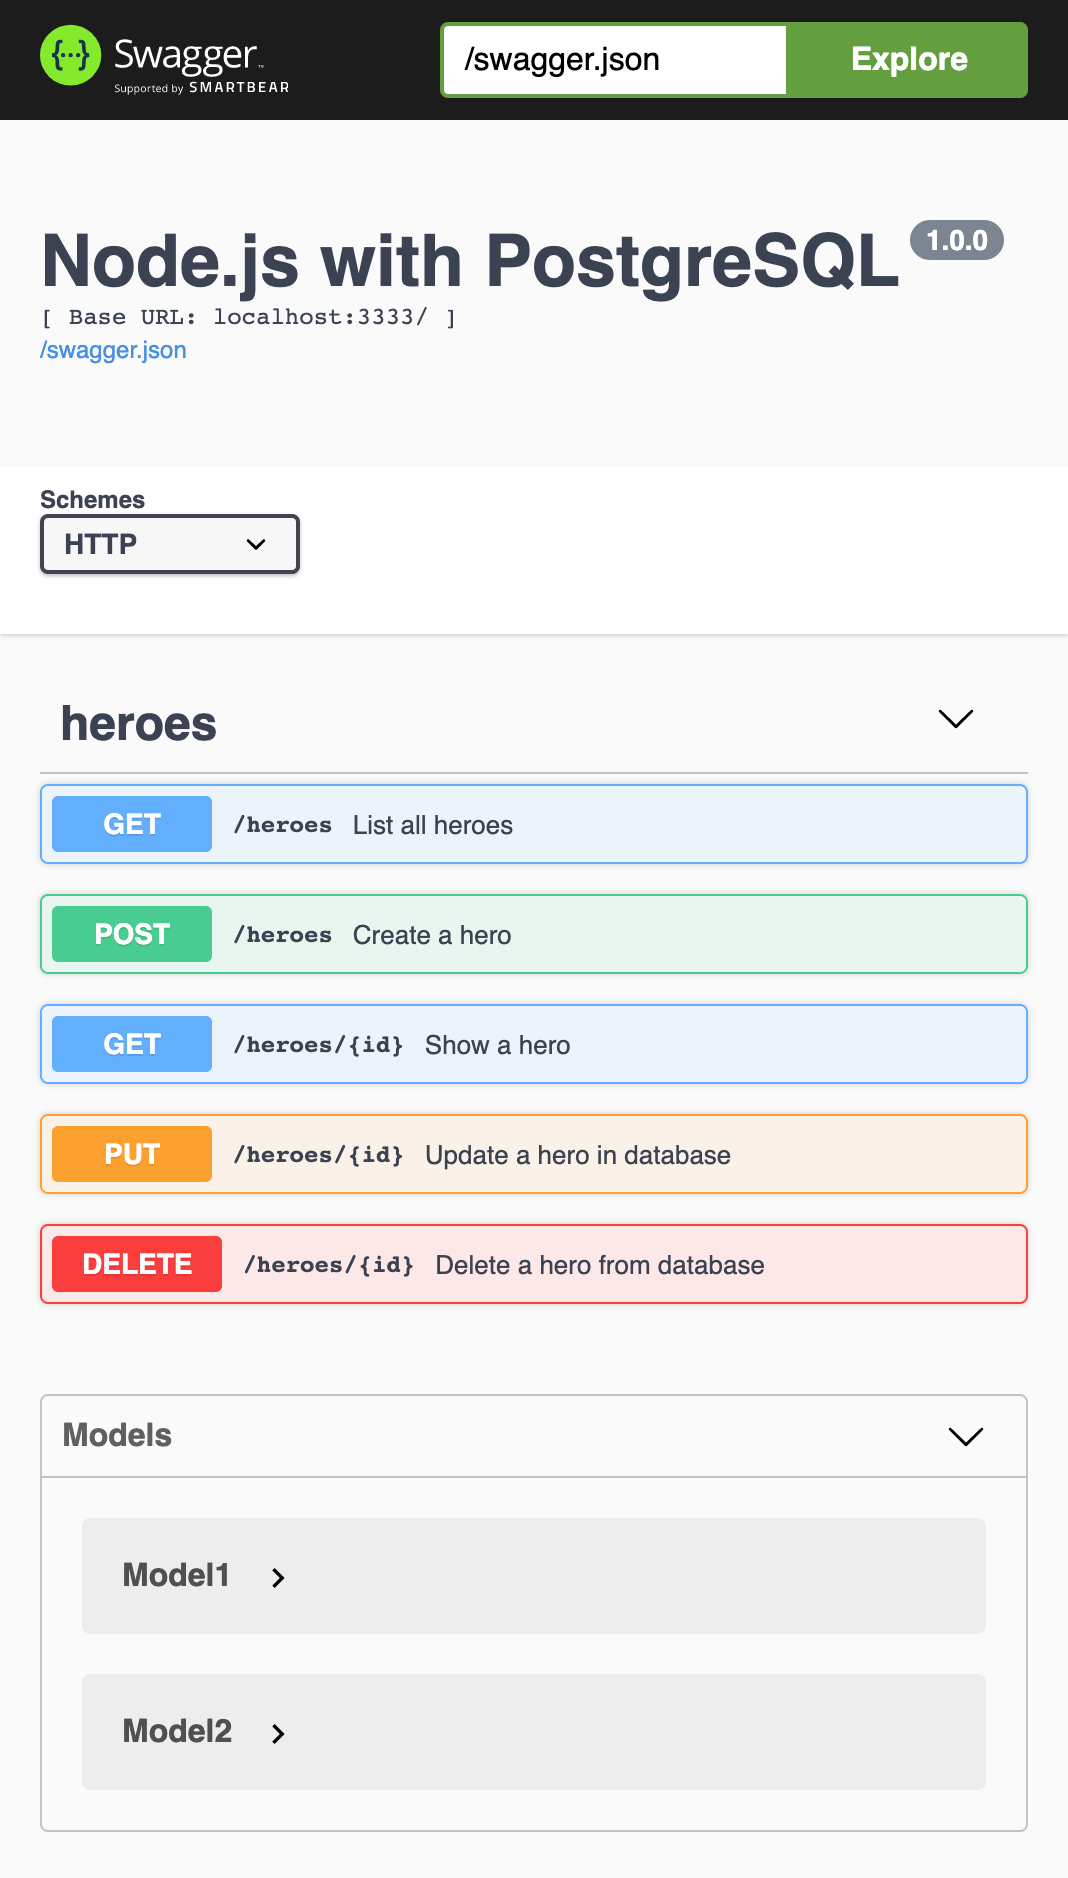 {···} Swagger™
Supported by SMARTBEAR
/swagger.json Explore
Node.js with PostgreSQL 1.0.0
[ Base URL: localhost:3333/ ]
/swagger.json
Schemes
HTTP
heroes
GET /heroes List all heroes
POST /heroes Create a hero
GET /heroes/{id} Show a hero
PUT /heroes/{id} Update a hero in database
DELETE /heroes/{id} Delete a hero from database
Models
Model1
Model2